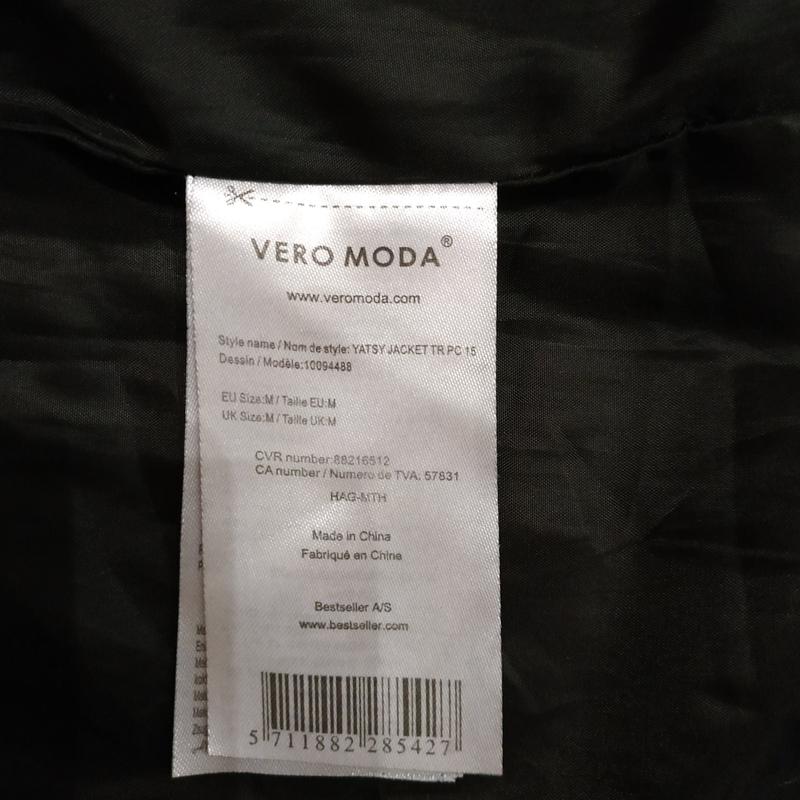 VERO MODA®
www.veromoda.com
Style name / Nom de style: YATSY JACKET TR PC 15
Dessin / Modèle:10094488
EU Size:M / Taille EU:M
UK Size:M / Taille UK:M
CVR number:88216512
CA number / Numero de TVA: 57831
HAG-MTH
Made in China
Fabriqué en Chine
Bestseller A/S
www.bestseller.com
5 711882 285427